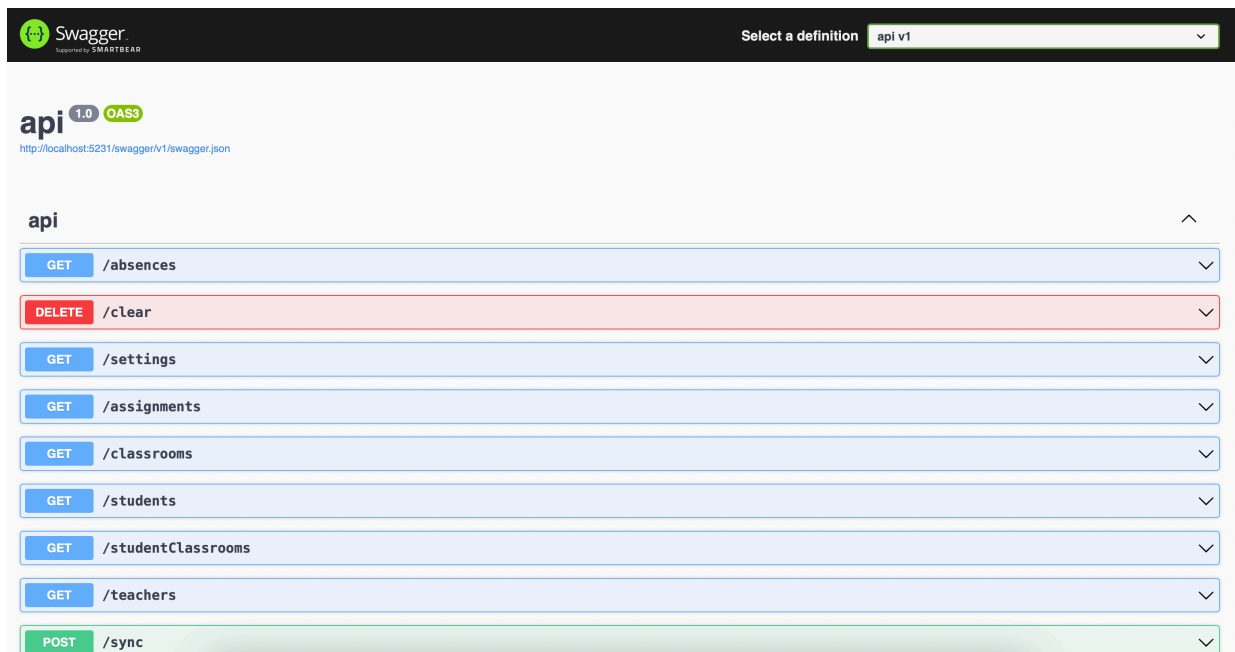 Swagger
Supported by SMARTBEAR
Select a definition
api v1
api 1.0 OAS3
http://localhost:5231/swagger/v1/swagger.json
api
GET /absences
DELETE /clear
GET /settings
GET /assignments
GET /classrooms
GET /students
GET /studentClassrooms
GET /teachers
POST /sync